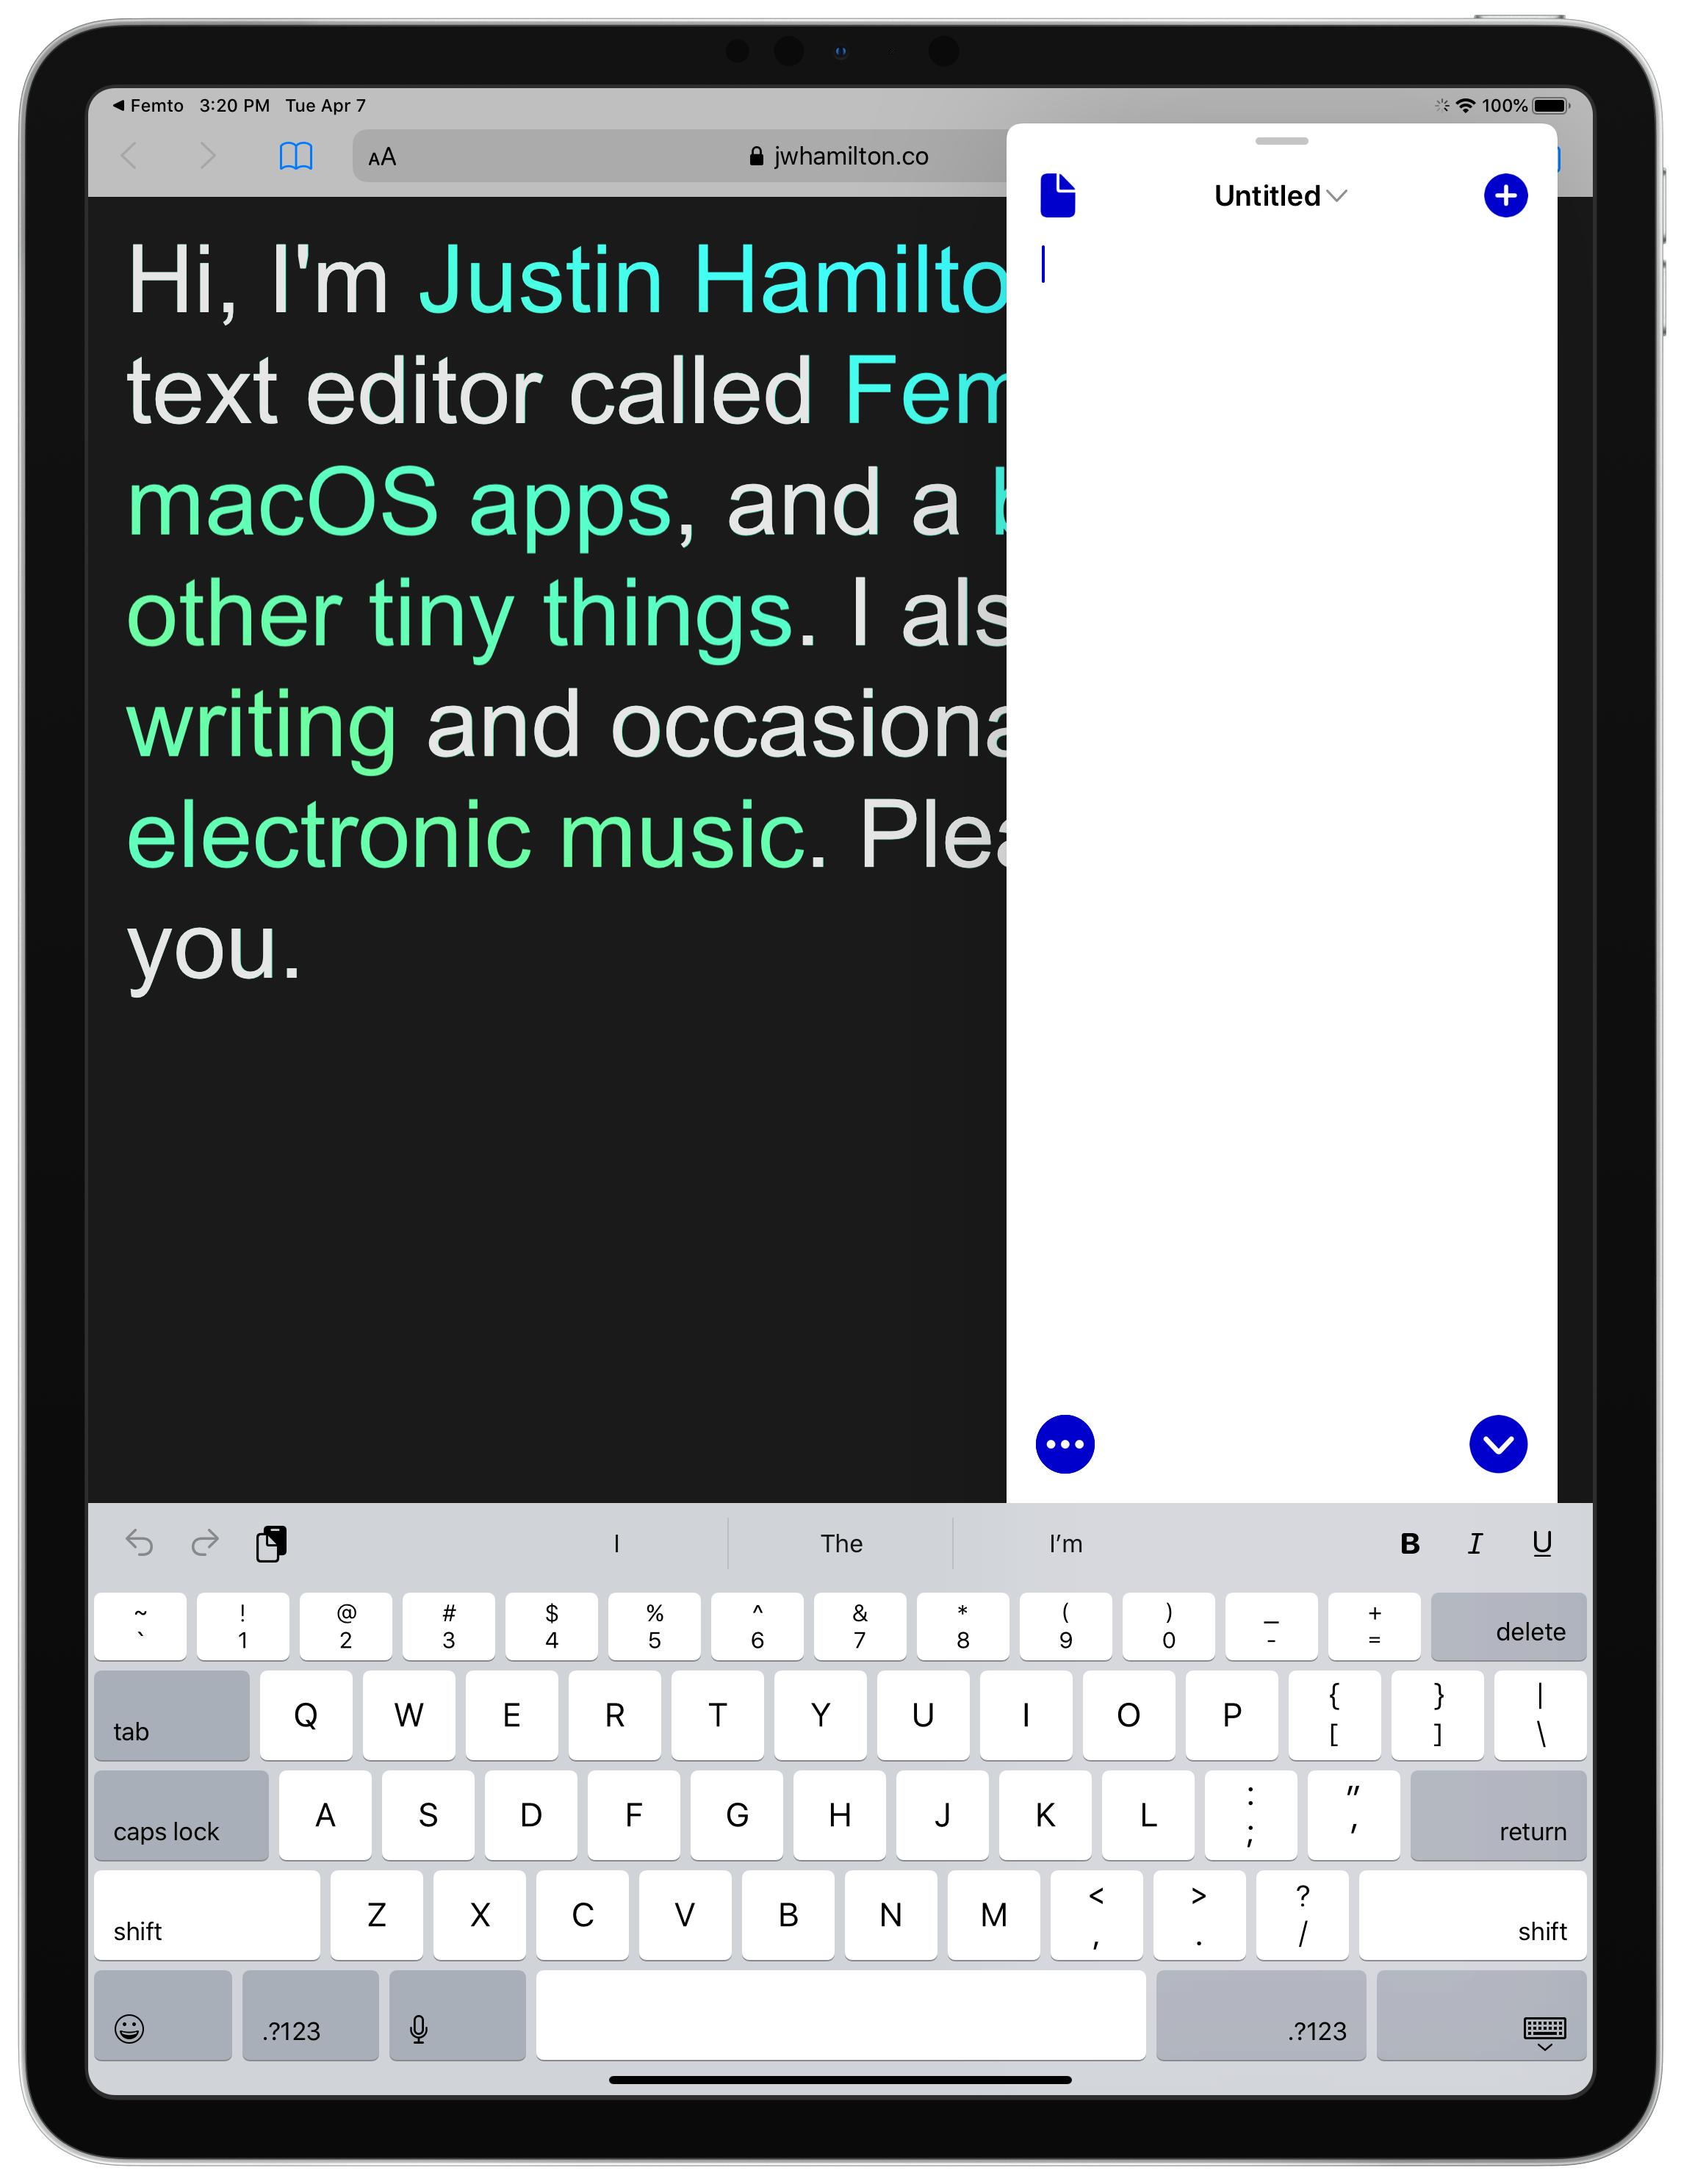 Femto 3:20 PM Tue Apr 7 100%
AA jwhamilton.co
Hi, I'm Justin Hamilto
text editor called Fem
macOS apps, and a
other tiny things. I als
writing and occasiona
electronic music. Plea
you.
Untitled
I The I'm B I U
~ ! @ # $ % ^ & * ( ) _ +
` 1 2 3 4 5 6 7 8 9 0 - = delete
tab Q W E R T Y U I O P { [ } ] | \
caps lock A S D F G H J K L : ; " ' return
shift Z X C V B N M < , > . ? / shift
.?123 .?123